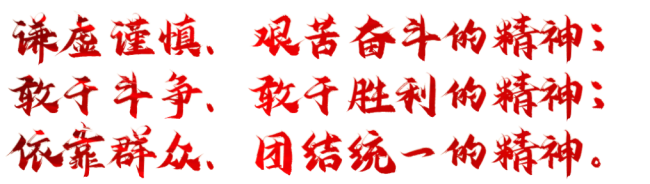 谦虚谨慎、艰苦奋斗的精神；
敢于斗争、敢于胜利的精神；
依靠群众、团结统一的精神。